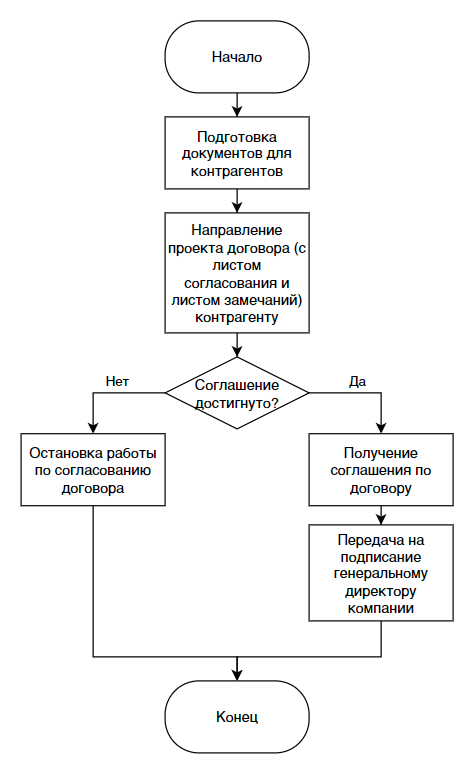 Начало
Подготовка
документов для
контрагентов
Направление
проекта договора (с
листом
согласования и
листом замечаний)
контрагенту
Соглашение
достигнуто?
Нет
Да
Остановка работы
по согласованию
договора
Получение
соглашения по
договору
Передача на
подписание
генеральному
директору
компании
Конец